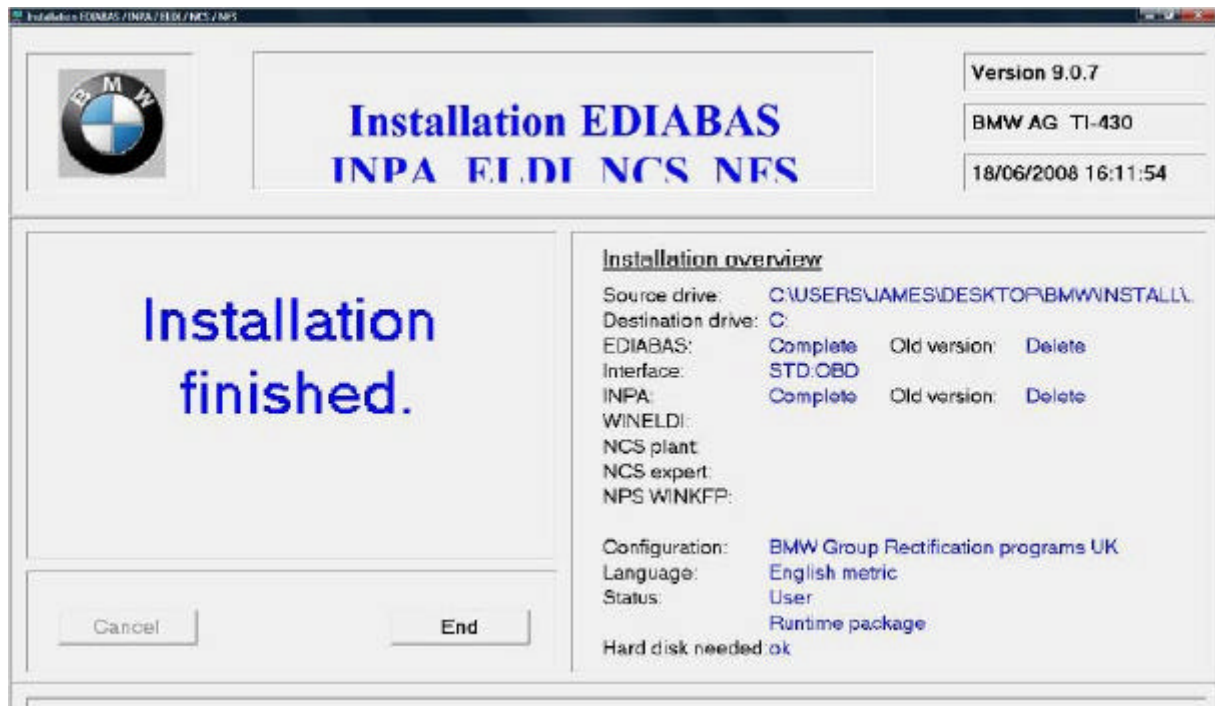 Installation EDIABAS / INPA / ELDI / NCS / NFS
BMW
Installation EDIABAS
INPA ELDI NCS NFS
Version 9.0.7
BMW AG TI-430
18/06/2008 16:11:54
Installation
finished.
Cancel
End
Installation overview
Source drive: C:\USERS\JAMES\DESKTOP\BMW\INSTALL\.
Destination drive: C:
EDIABAS: Complete Old version: Delete
Interface: STD:OBD
INPA: Complete Old version: Delete
WINELDI:
NCS plant:
NCS expert:
NPS WINKFP:
Configuration: BMW Group Rectification programs UK
Language: English metric
Status: User
Runtime package
Hard disk needed: ok